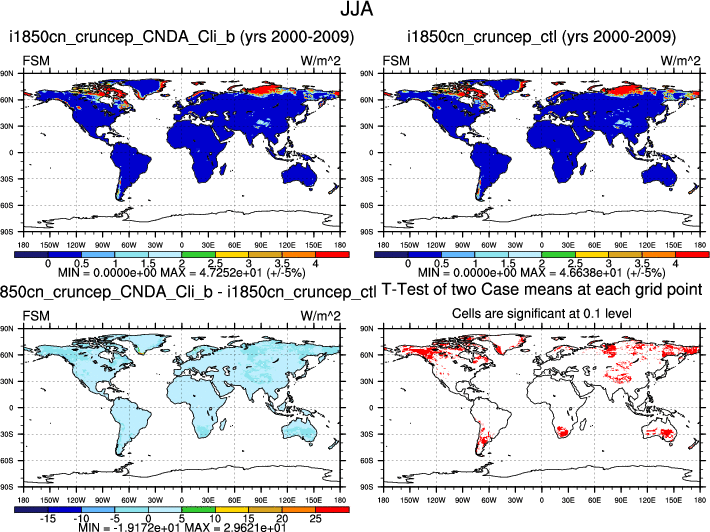 JJA
i1850cn_cruncep_CNDA_Cli_b (yrs 2000-2009)
FSM W/m^2
90N
60N
30N
0
30S
60S
90S
180 150W 120W 90W 60W 30W 0 30E 60E 90E 120E 150E 180
0 0.5 1 1.5 2 2.5 3 3.5 4
MIN = 0.0000e+00 MAX = 4.7252e+01 (+/-5%)
i1850cn_cruncep_ctl (yrs 2000-2009)
FSM W/m^2
90N
60N
30N
0
30S
60S
90S
180 150W 120W 90W 60W 30W 0 30E 60E 90E 120E 150E 180
0 0.5 1 1.5 2 2.5 3 3.5 4
MIN = 0.0000e+00 MAX = 4.6638e+01 (+/-5%)
850cn_cruncep_CNDA_Cli_b - i1850cn_cruncep_ctl
FSM W/m^2
90N
60N
30N
0
30S
60S
90S
180 150W 120W 90W 60W 30W 0 30E 60E 90E 120E 150E 180
-15 -10 -5 0 5 10 15 20 25
MIN = -1.9172e+01 MAX = 2.9621e+01
T-Test of two Case means at each grid point
Cells are significant at 0.1 level
90N
60N
30N
0
30S
60S
90S
180 150W 120W 90W 60W 30W 0 30E 60E 90E 120E 150E 180